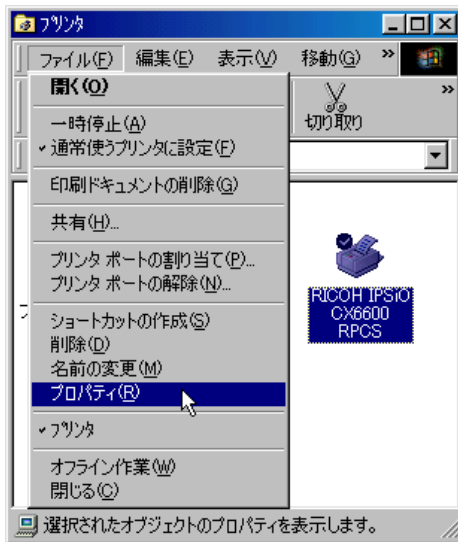 プリンタ
ファイル(F) 編集(E) 表示(V) 移動(G) »
開く(O)
一時停止(A)
通常使うプリンタに設定(F)
印刷ドキュメントの削除(G)
共有(H)...
プリンタ ポートの割り当て(P)...
プリンタ ポートの解除(N)...
ショートカットの作成(S)
削除(D)
名前の変更(M)
プロパティ(R)
プリンタ
オフライン作業(W)
閉じる(C)
切り取り
»
RICOH IPSiO
CX6600
RPCS
選択されたオブジェクトのプロパティを表示します。